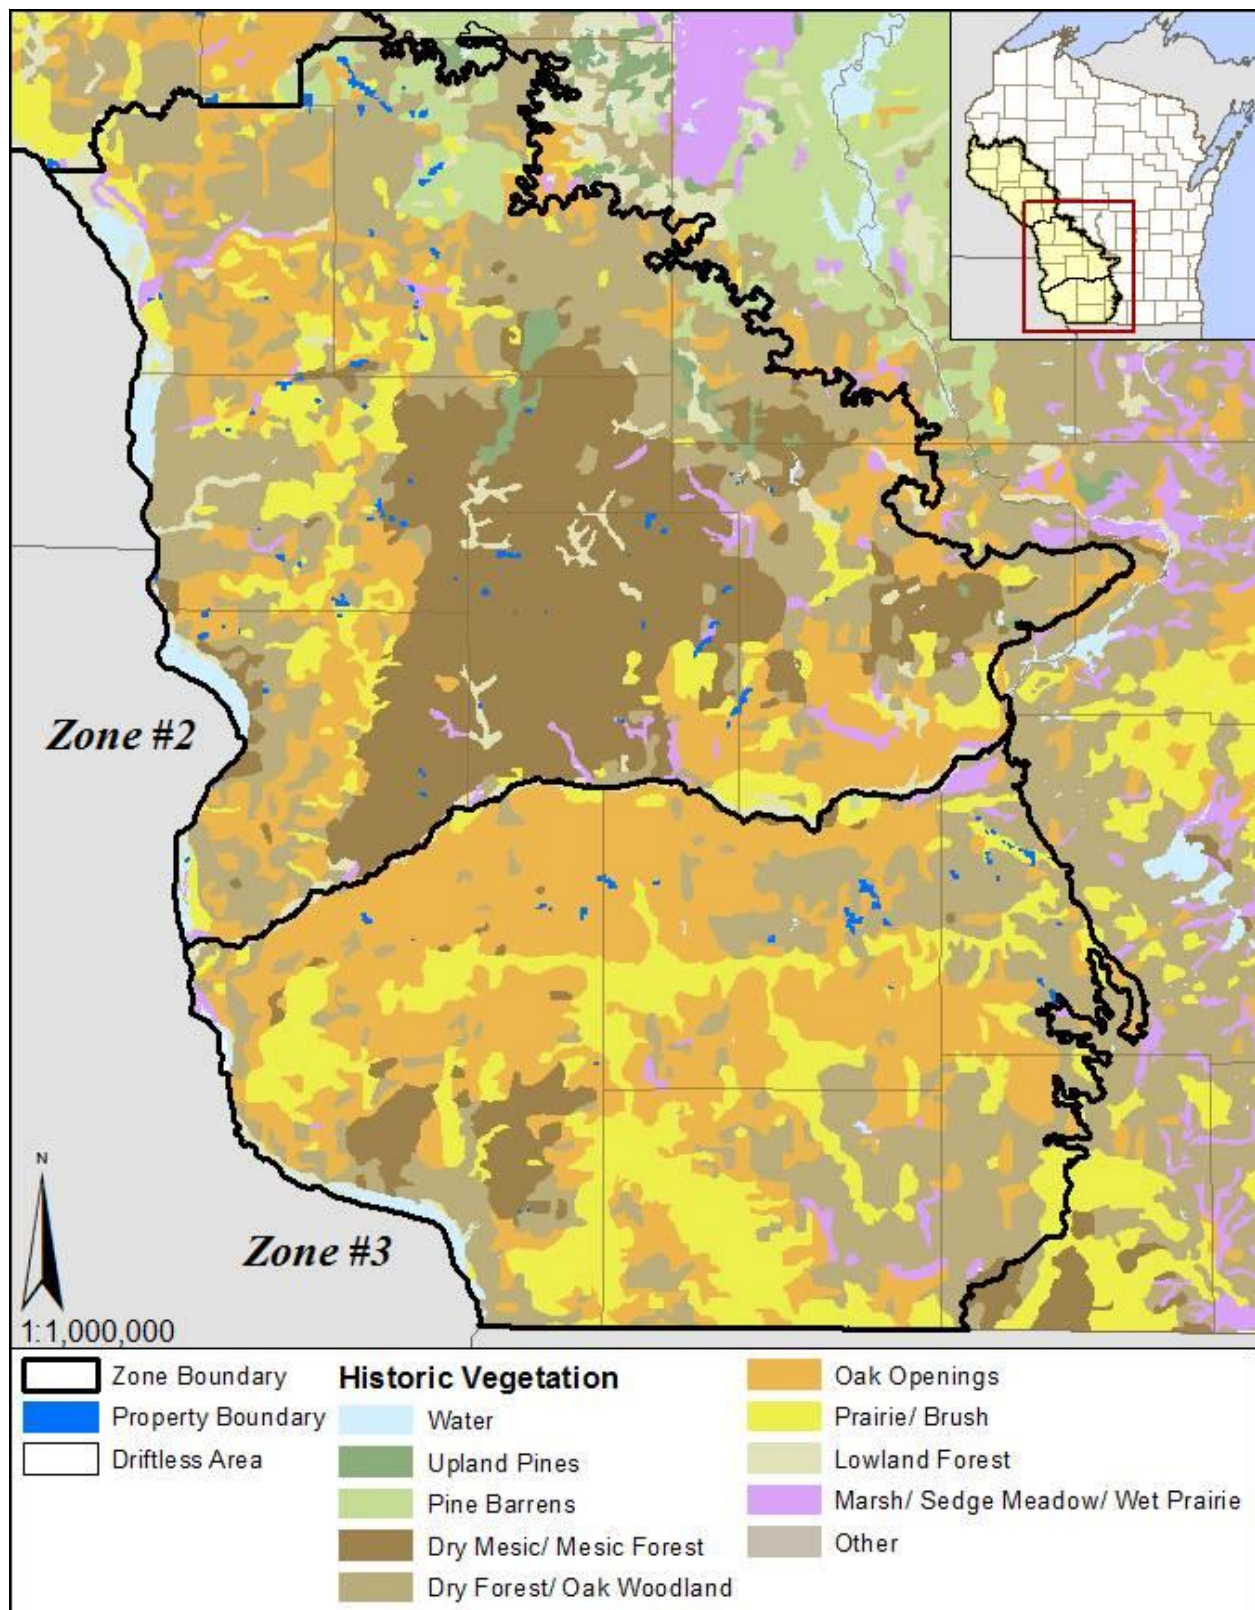 Zone #2
Zone #3
N
1:1,000,000
Zone Boundary
Property Boundary
Driftless Area
Historic Vegetation
Water
Upland Pines
Pine Barrens
Dry Mesic/ Mesic Forest
Dry Forest/ Oak Woodland
Oak Openings
Prairie/ Brush
Lowland Forest
Marsh/ Sedge Meadow/ Wet Prairie
Other